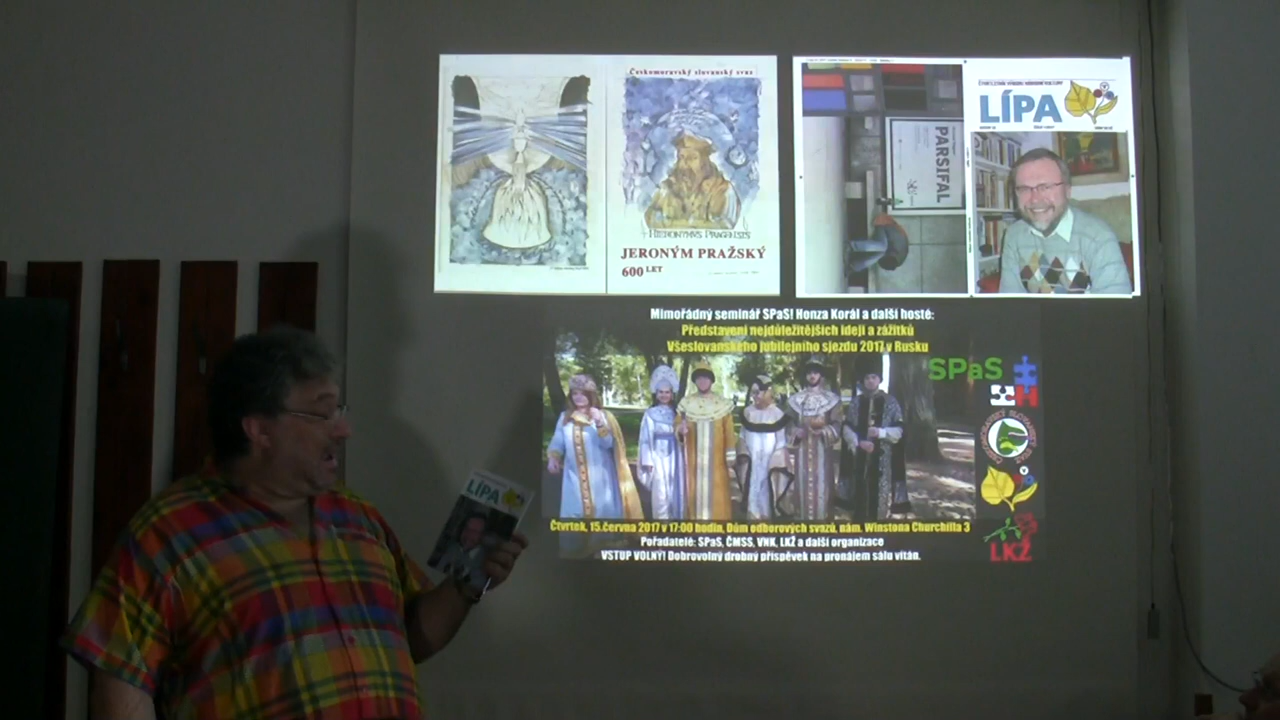 Českomoravský slovanský svaz
HIERONYMVS PRAGENSIS
JERONÝM PRAŽSKÝ
600 LET
PARSIFAL
LÍPA
Mimořádný seminář SPaS! Honza Korál a další hosté:
Představení nejdůležitějších idejí a zážitků
Všeslovanského jubilejního sjezdu 2017 v Rusku
SPaS
Čtvrtek, 15.června 2017 v 17:00 hodin, Dům odborových svazů, nám. Winstona Churchilla 3
Pořadatelé: SPaS, ČMSS, VNK, LKŽ a další organizace
VSTUP VOLNÝ! Dobrovolný drobný příspěvek na pronájem sálu vítán.
LKŽ
LÍPA